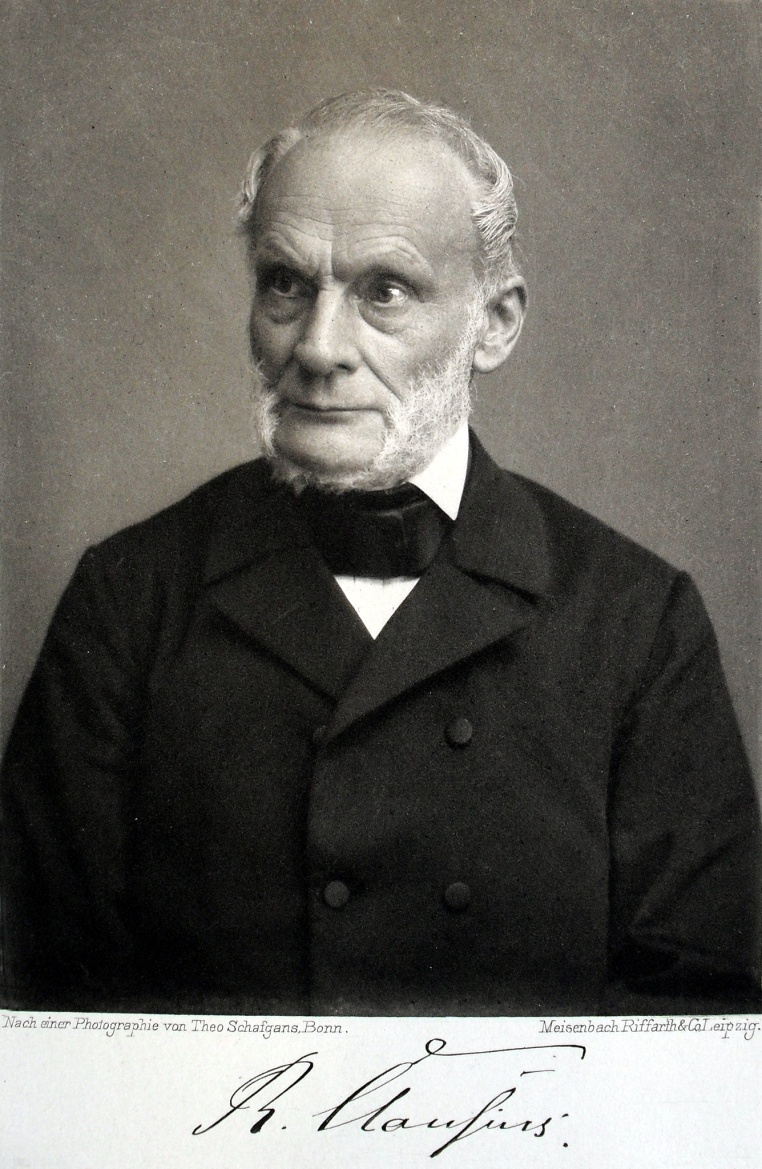 Nach einer Photographie von Theo Schafgans, Bonn.
Meisenbach Riffarth & Co. Leipzig.
R. Clausius.